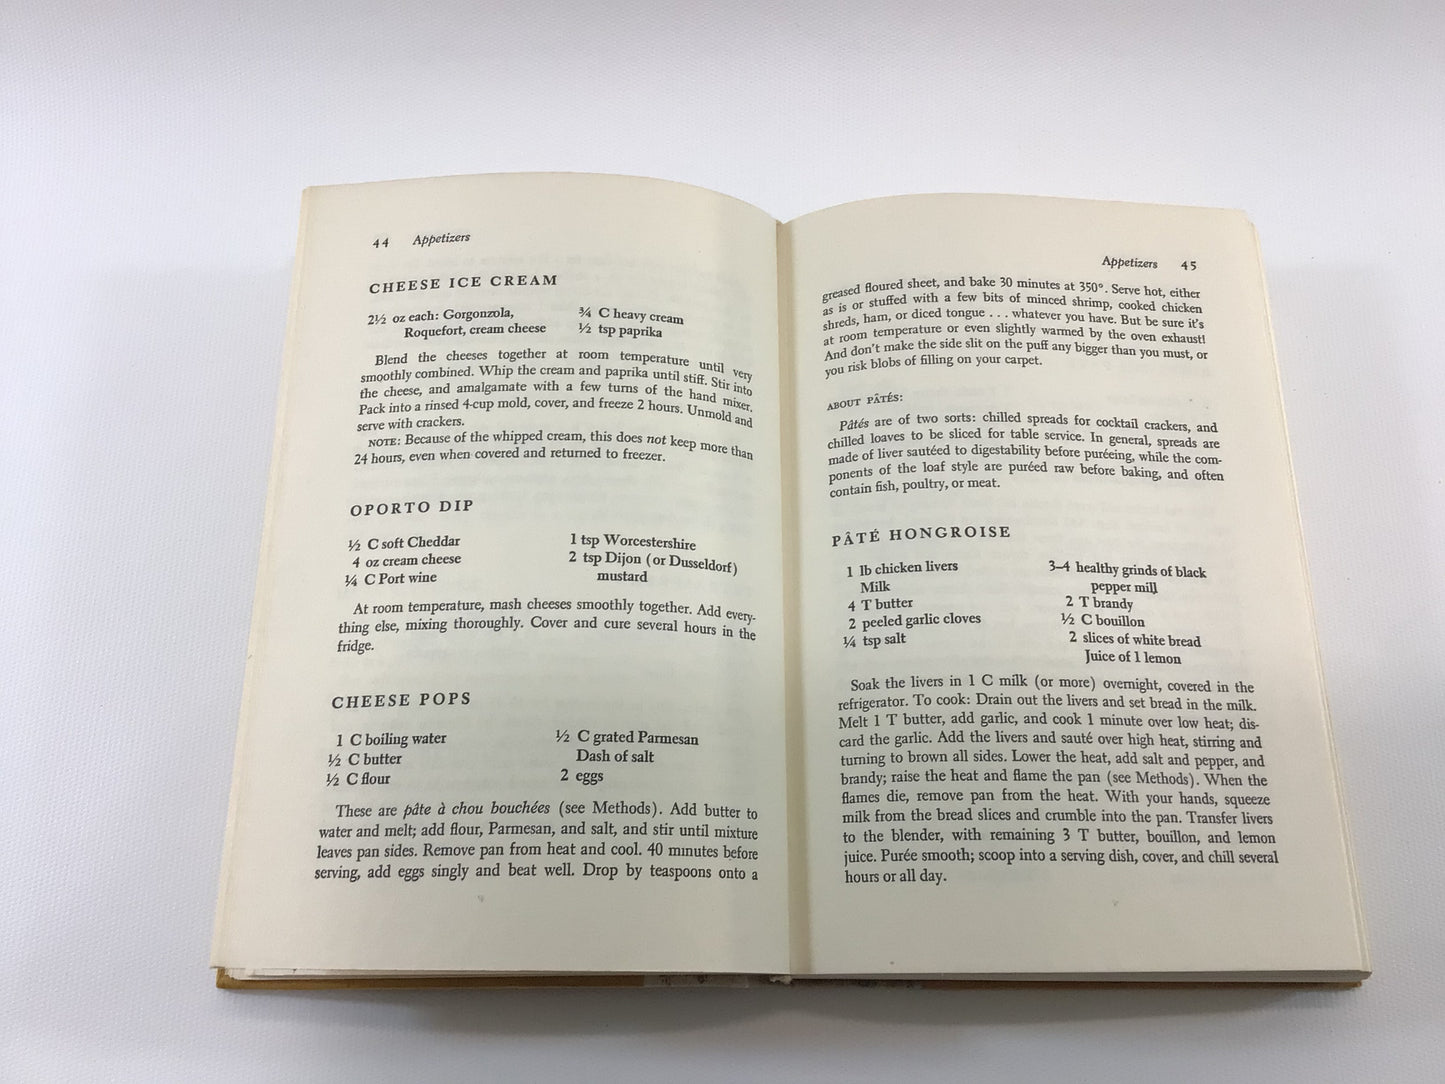 44 Appetizers
CHEESE ICE CREAM
2½ oz each: Gorgonzola,
Roquefort, cream cheese
¾ C heavy cream
½ tsp paprika
Blend the cheeses together at room temperature until very
smoothly combined. Whip the cream and paprika until stiff. Stir into
the cheese, and amalgamate with a few turns of the hand mixer.
Pack into a rinsed 4-cup mold, cover, and freeze 2 hours. Unmold and
serve with crackers.
NOTE: Because of the whipped cream, this does not keep more than
24 hours, even when covered and returned to freezer.
OPORTO DIP
½ C soft Cheddar
4 oz cream cheese
¼ C Port wine
1 tsp Worcestershire
2 tsp Dijon (or Dusseldorf)
mustard
At room temperature, mash cheeses smoothly together. Add every-
thing else, mixing thoroughly. Cover and cure several hours in the
fridge.
CHEESE POPS
1 C boiling water
½ C butter
½ C flour
½ C grated Parmesan
Dash of salt
2 eggs
These are pâte à chou bouchées (see Methods). Add butter to
water and melt; add flour, Parmesan, and salt, and stir until mixture
leaves pan sides. Remove pan from heat and cool. 40 minutes before
serving, add eggs singly and beat well. Drop by teaspoons onto a
Appetizers 45
greased floured sheet, and bake 30 minutes at 350°. Serve hot, either
as is or stuffed with a few bits of minced shrimp, cooked chicken
shreds, ham, or diced tongue . . . whatever you have. But be sure it's
at room temperature or even slightly warmed by the oven exhaust!
And don't make the side slit on the puff any bigger than you must, or
you risk blobs of filling on your carpet.
ABOUT PÂTÉS:
Pâtés are of two sorts: chilled spreads for cocktail crackers, and
chilled loaves to be sliced for table service. In general, spreads are
made of liver sautéed to digestability before puréeing, while the com-
ponents of the loaf style are puréed raw before baking, and often
contain fish, poultry, or meat.
PÂTÉ HONGROISE
1 lb chicken livers
Milk
4 T butter
2 peeled garlic cloves
¼ tsp salt
3–4 healthy grinds of black
pepper mill
2 T brandy
½ C bouillon
2 slices of white bread
Juice of 1 lemon
Soak the livers in 1 C milk (or more) overnight, covered in the
refrigerator. To cook: Drain out the livers and set bread in the milk.
Melt 1 T butter, add garlic, and cook 1 minute over low heat; dis-
card the garlic. Add the livers and sauté over high heat, stirring and
turning to brown all sides. Lower the heat, add salt and pepper, and
brandy; raise the heat and flame the pan (see Methods). When the
flames die, remove pan from the heat. With your hands, squeeze
milk from the bread slices and crumble into the pan. Transfer livers
to the blender, with remaining 3 T butter, bouillon, and lemon
juice. Purée smooth; scoop into a serving dish, cover, and chill several
hours or all day.